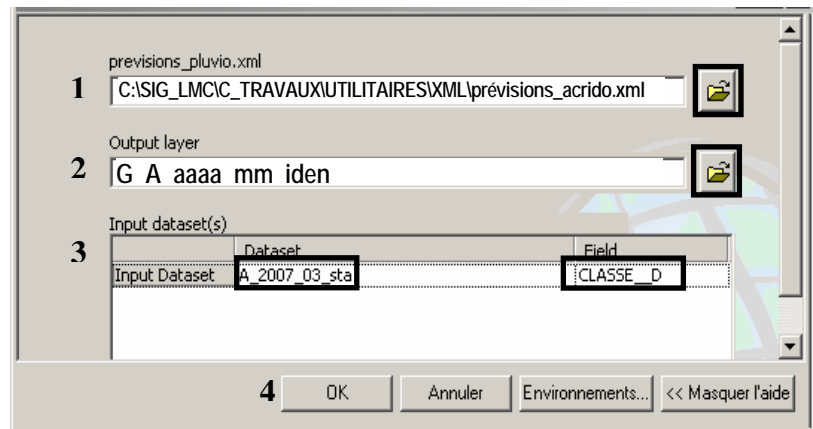 previsions_pluvio.xml
1 C:\SIG_LMC\C_TRAVAUX\UTILITAIRES\XML\prévisions_acrido.xml
Output layer
2 G A aaaa mm iden
Input dataset(s)
3 Dataset Field
Input Dataset A_2007_03_sta CLASSE__D
4 OK Annuler Environnements... << Masquer l'aide